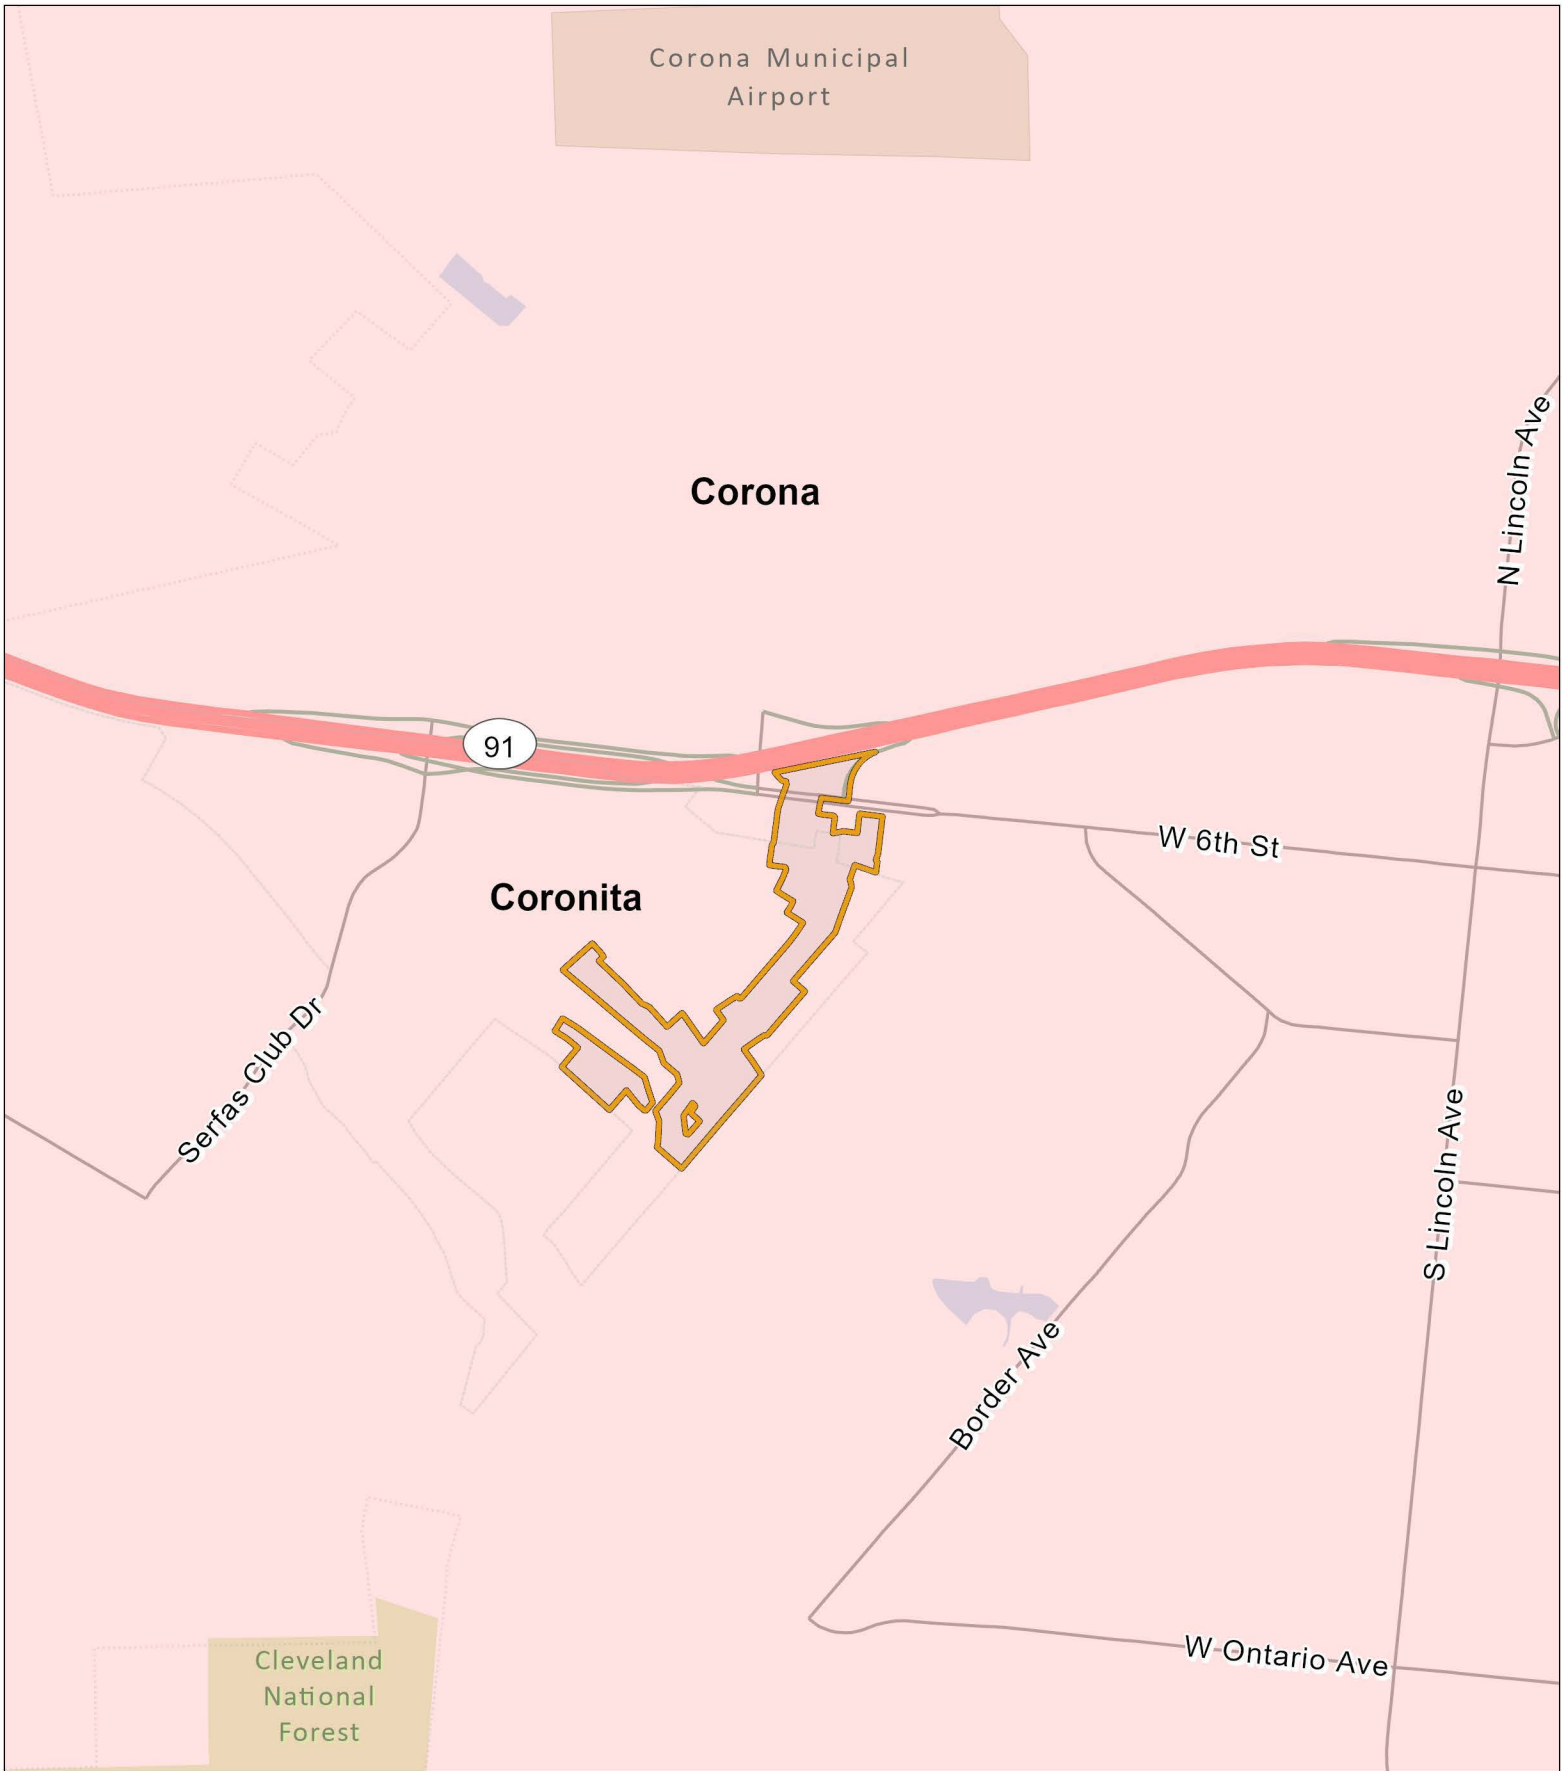 Corona Municipal
Airport
N Lincoln Ave
Corona
91
W 6th St
Coronita
Serfas Club Dr
S Lincoln Ave
Border Ave
W Ontario Ave
Cleveland
National
Forest